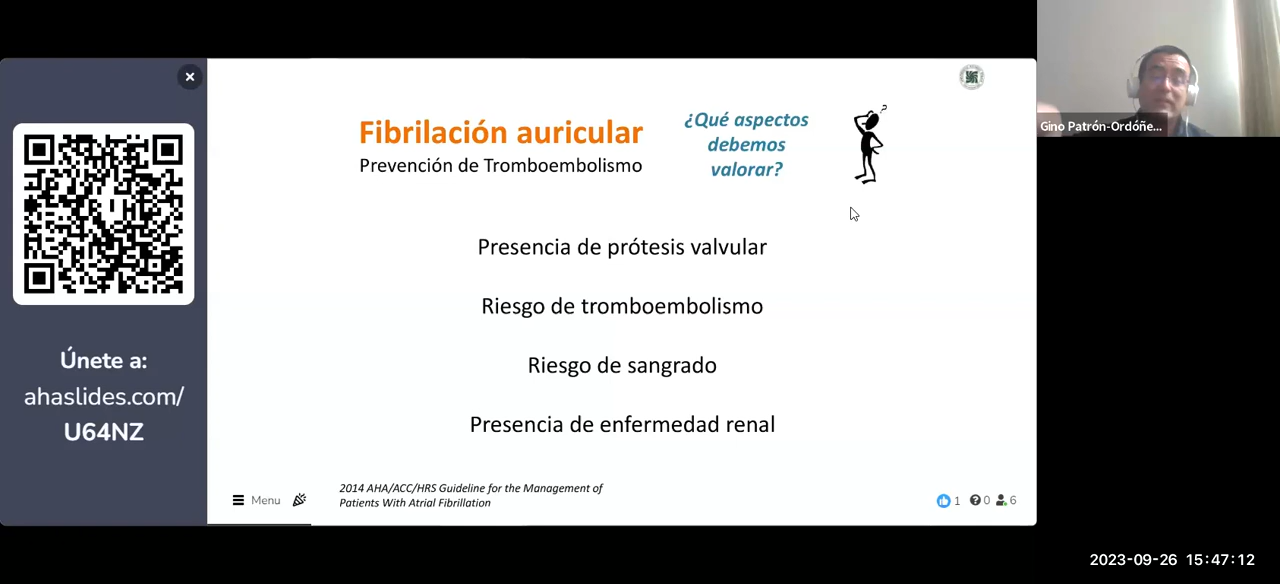 Únete a:
ahaslides.com/
U64NZ
Fibrilación auricular
Prevención de Tromboembolismo
¿Qué aspectos
debemos
valorar?
Presencia de prótesis valvular
Riesgo de tromboembolismo
Riesgo de sangrado
Presencia de enfermedad renal
2014 AHA/ACC/HRS Guideline for the Management of
Patients With Atrial Fibrillation
Menu
1 0 6
Gino Patrón-Ordóñe...
2023-09-26 15:47:12